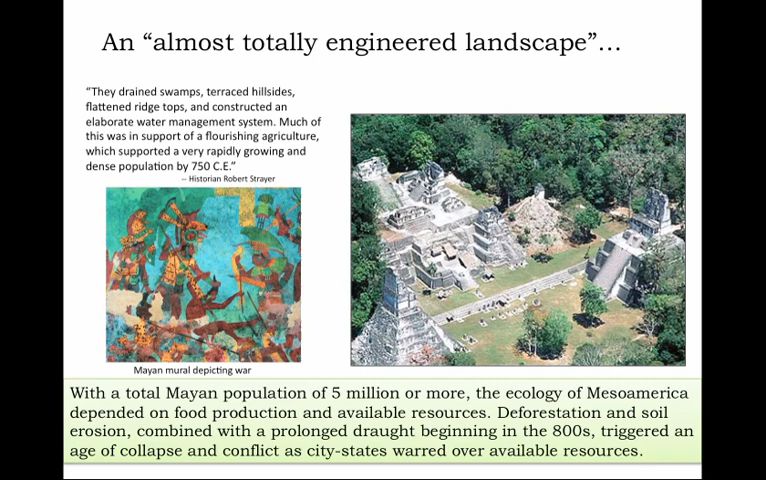 An “almost totally engineered landscape”…
“They drained swamps, terraced hillsides,
flattened ridge tops, and constructed an
elaborate water management system. Much of
this was in support of a flourishing agriculture,
which supported a very rapidly growing and
dense population by 750 C.E.”
-- Historian Robert Strayer
Mayan mural depicting war
With a total Mayan population of 5 million or more, the ecology of Mesoamerica
depended on food production and available resources. Deforestation and soil
erosion, combined with a prolonged draught beginning in the 800s, triggered an
age of collapse and conflict as city-states warred over available resources.